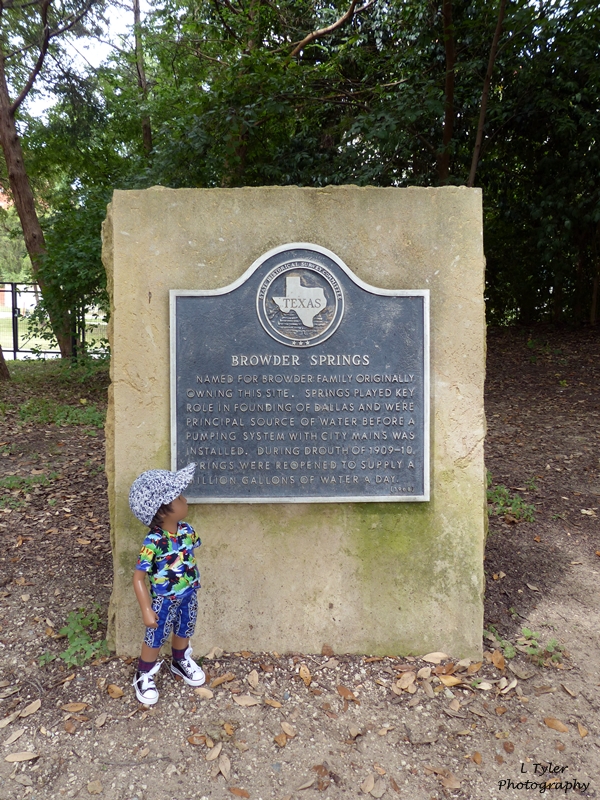 STATE HISTORICAL SURVEY COMMITTEE
TEXAS
BROWDER SPRINGS
NAMED FOR BROWDER FAMILY ORIGINALLY
OWNING THIS SITE. SPRINGS PLAYED KEY
ROLE IN FOUNDING OF DALLAS AND WERE
PRINCIPAL SOURCE OF WATER BEFORE A
PUMPING SYSTEM WITH CITY MAINS WAS
INSTALLED. DURING DROUTH OF 1909-10,
SPRINGS WERE REOPENED TO SUPPLY A
MILLION GALLONS OF WATER A DAY.
(1968)
L Tyler
Photography